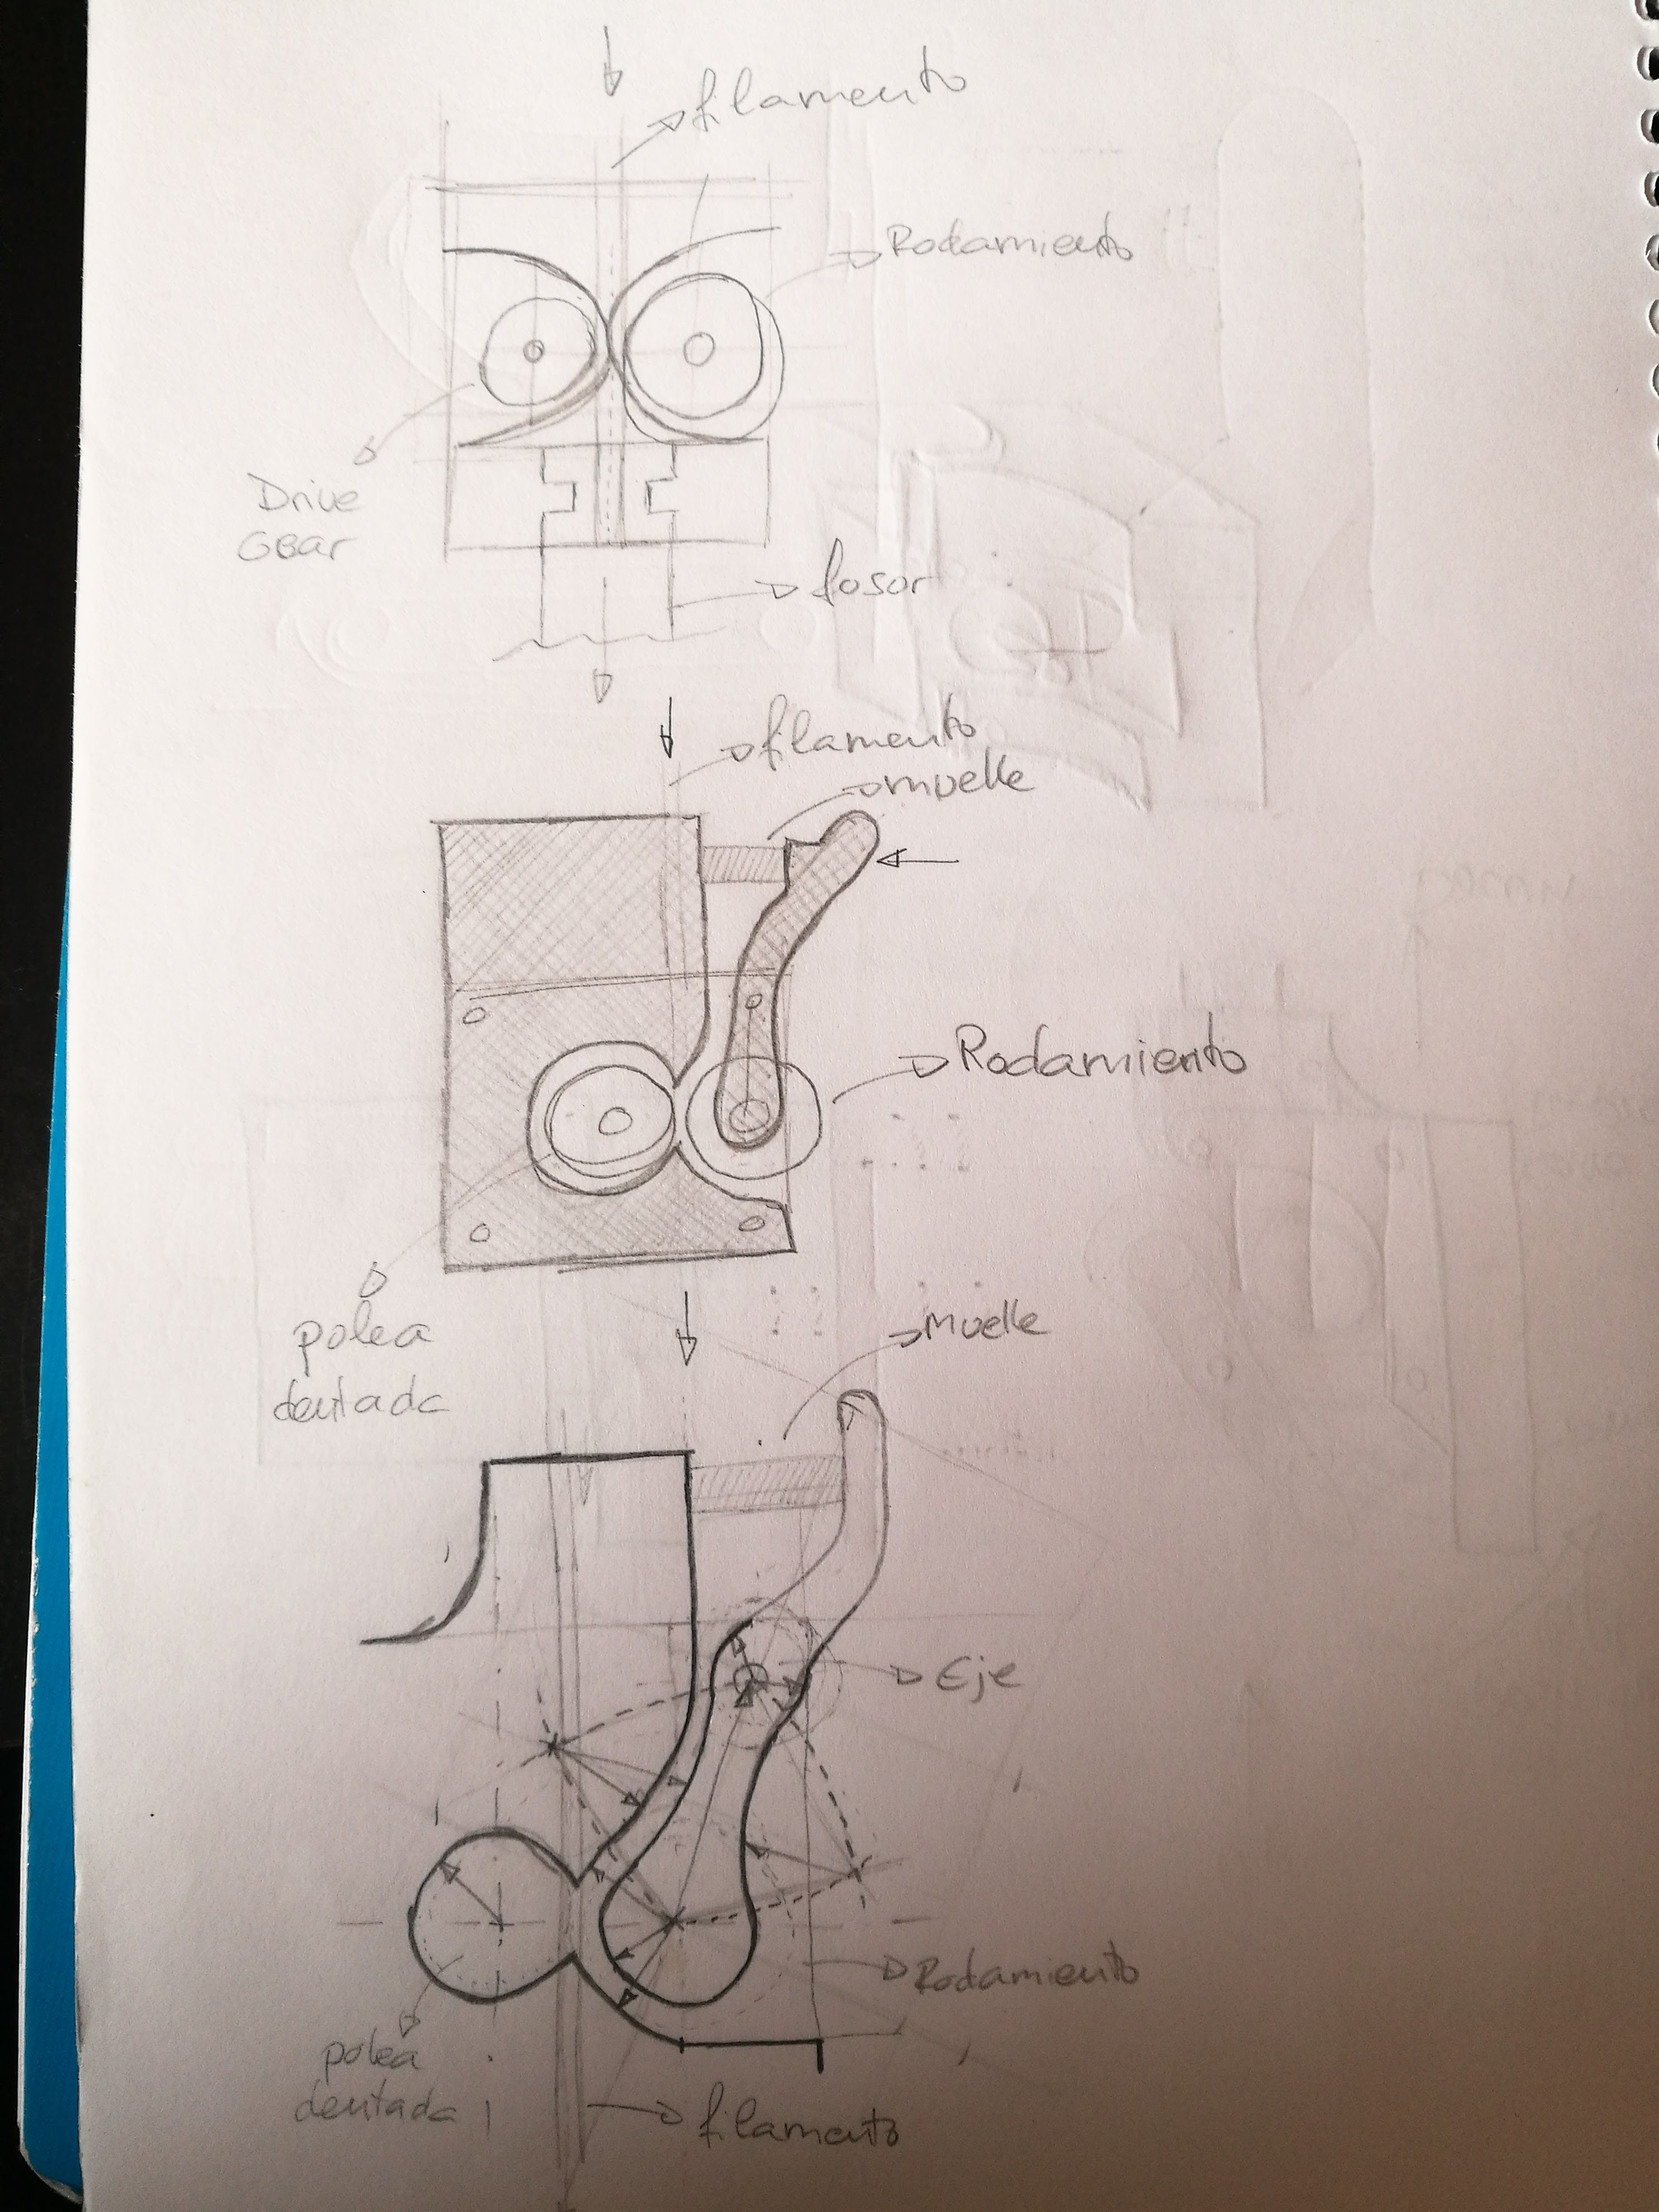 filamento
Rodamiento
Drive
Gear
fusor
filamento
muelle
Rodamiento
polea
dentada
Muelle
Eje
Rodamiento
polea
dentada
filamento